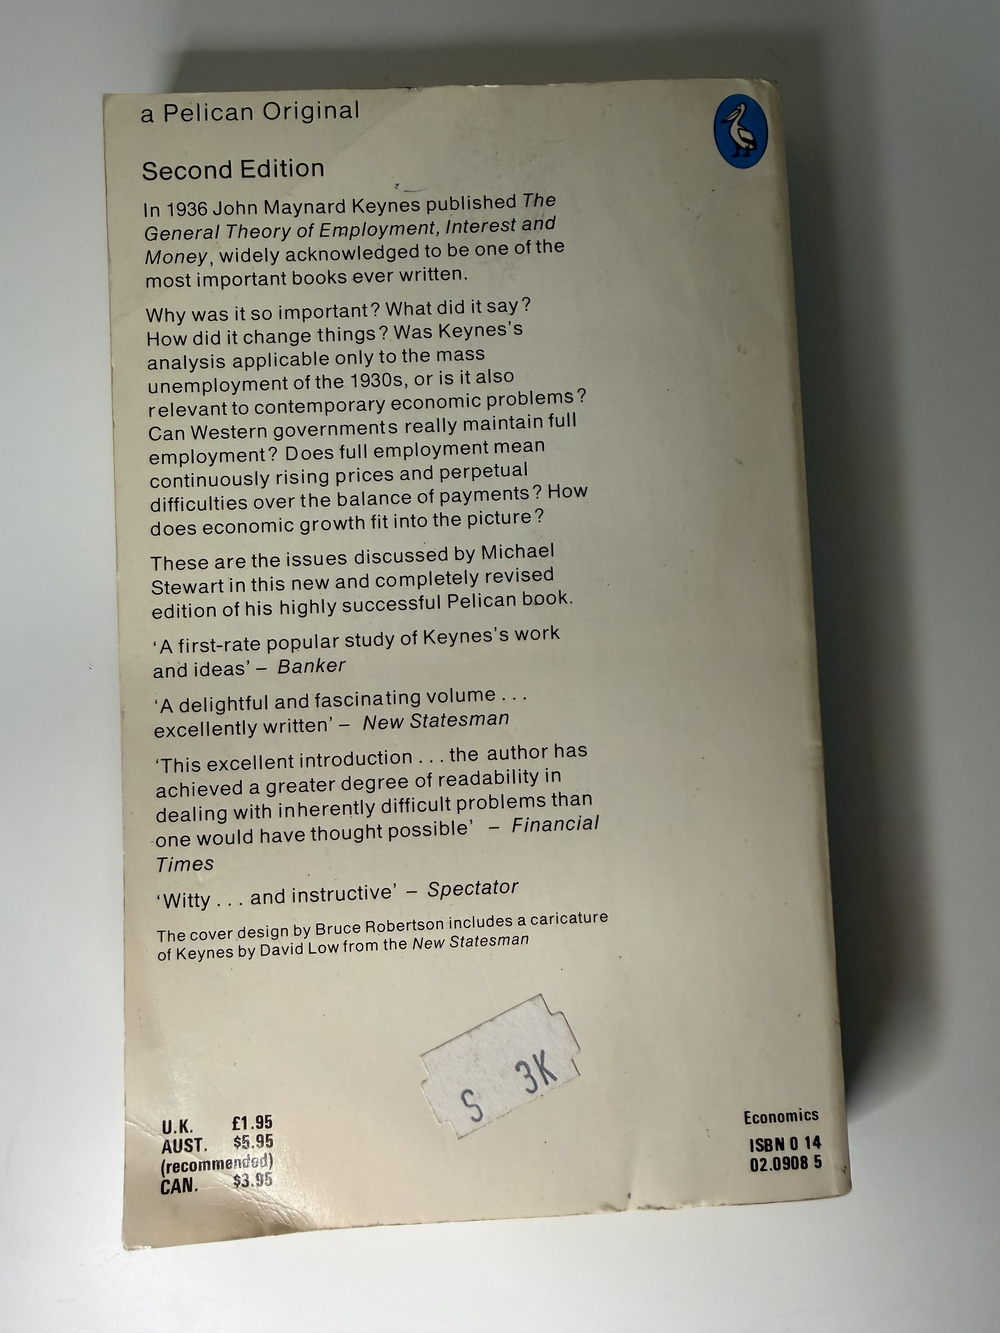 a Pelican Original
Second Edition
In 1936 John Maynard Keynes published The
General Theory of Employment, Interest and
Money, widely acknowledged to be one of the
most important books ever written.
Why was it so important? What did it say?
How did it change things? Was Keynes's
analysis applicable only to the mass
unemployment of the 1930s, or is it also
relevant to contemporary economic problems?
Can Western governments really maintain full
employment? Does full employment mean
continuously rising prices and perpetual
difficulties over the balance of payments? How
does economic growth fit into the picture?
These are the issues discussed by Michael
Stewart in this new and completely revised
edition of his highly successful Pelican book.
'A first-rate popular study of Keynes's work
and ideas' – Banker
'A delightful and fascinating volume . . .
excellently written' – New Statesman
'This excellent introduction . . . the author has
achieved a greater degree of readability in
dealing with inherently difficult problems than
one would have thought possible' – Financial
Times
'Witty . . . and instructive' – Spectator
The cover design by Bruce Robertson includes a caricature
of Keynes by David Low from the New Statesman
S 3K
U.K. £1.95
AUST. $5.95
(recommended)
CAN. $3.95
Economics
ISBN 0 14
02.0908 5